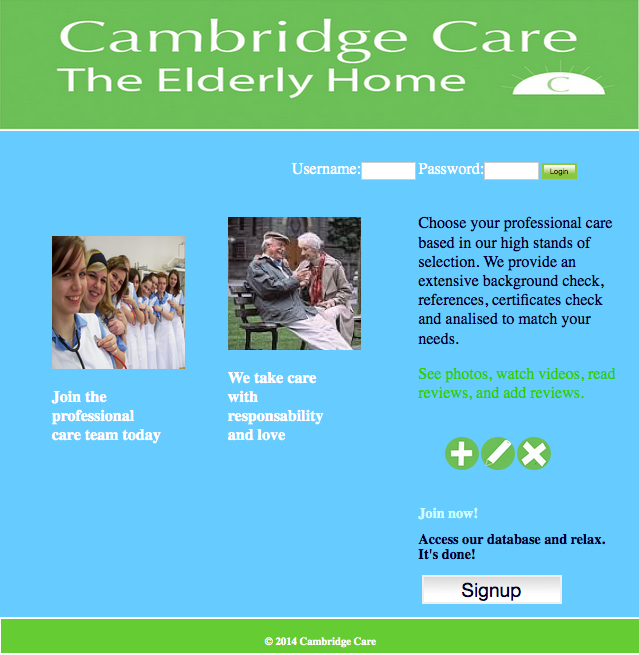 Cambridge Care
The Elderly Home
C
Username: Password: Login
Join the
professional
care team today
We take care
with
responsability
and love
Choose your professional care
based in our high stands of
selection. We provide an
extensive background check,
references, certificates check
and analised to match your
needs.
See photos, watch videos, read
reviews, and add reviews.
Join now!
Access our database and relax.
It's done!
Signup
© 2014 Cambridge Care